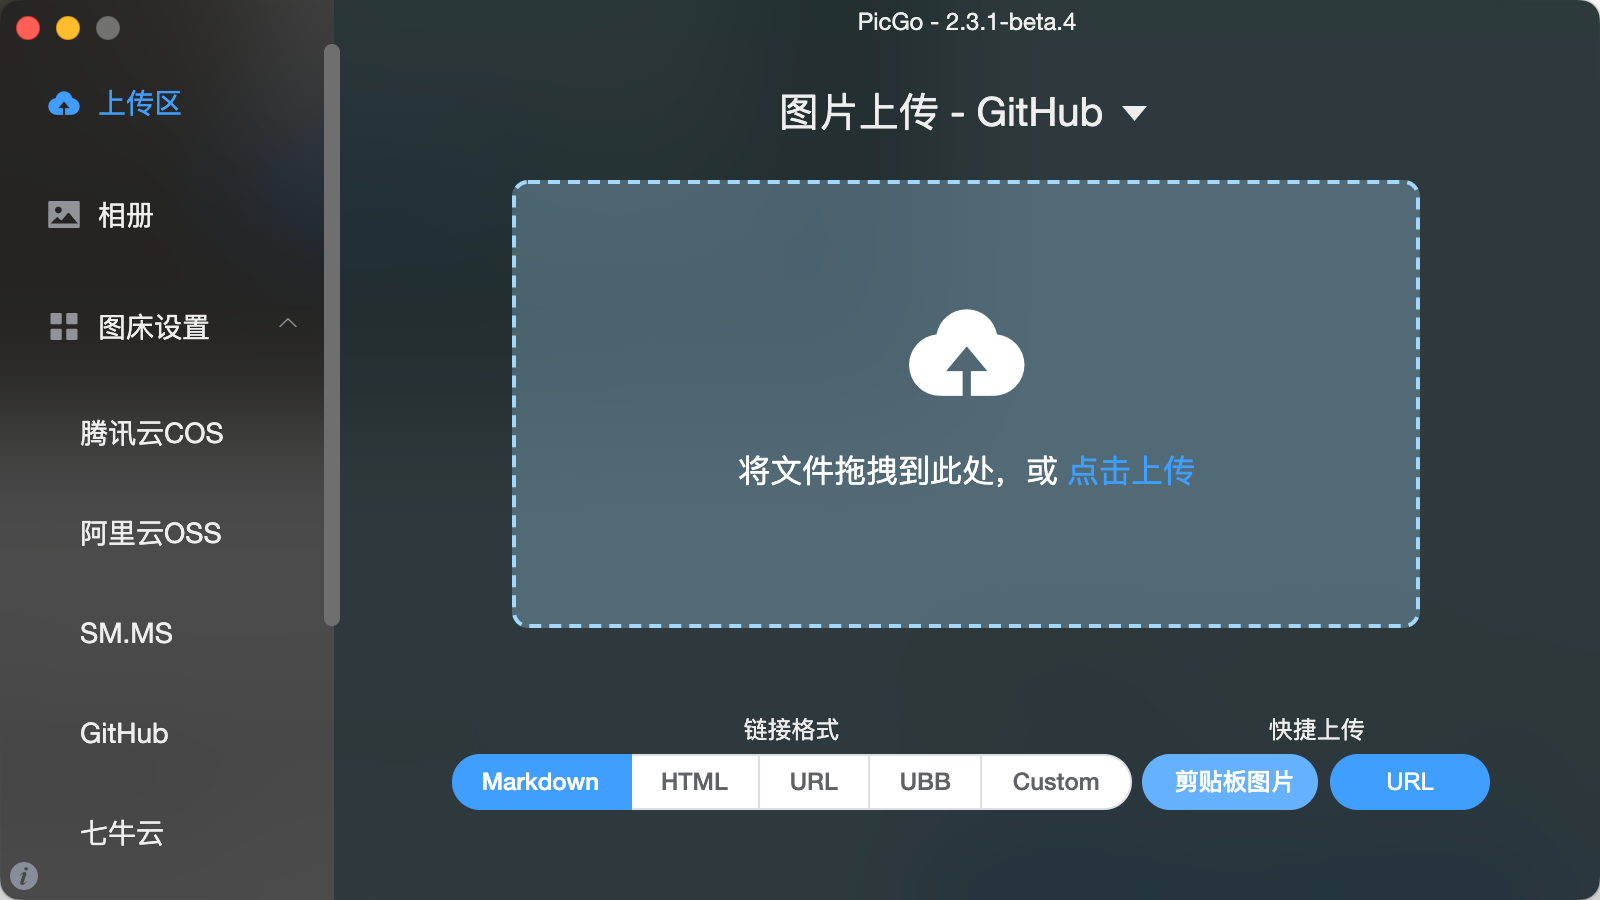 PicGo - 2.3.1-beta.4
上传区
相册
图床设置
腾讯云COS
阿里云OSS
SM.MS
GitHub
七牛云
图片上传 - GitHub
将文件拖拽到此处，或 点击上传
链接格式
Markdown HTML URL UBB Custom
快捷上传
剪贴板图片 URL